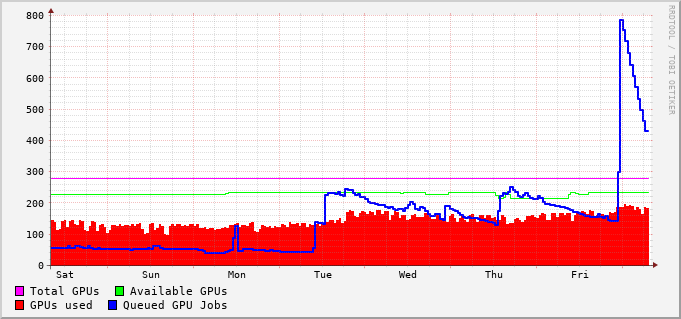 800
700
600
500
400
300
200
100
0
Sat Sun Mon Tue Wed Thu Fri
Total GPUs Available GPUs
GPUs used Queued GPU Jobs
RRDTOOL / TOBI OETIKER